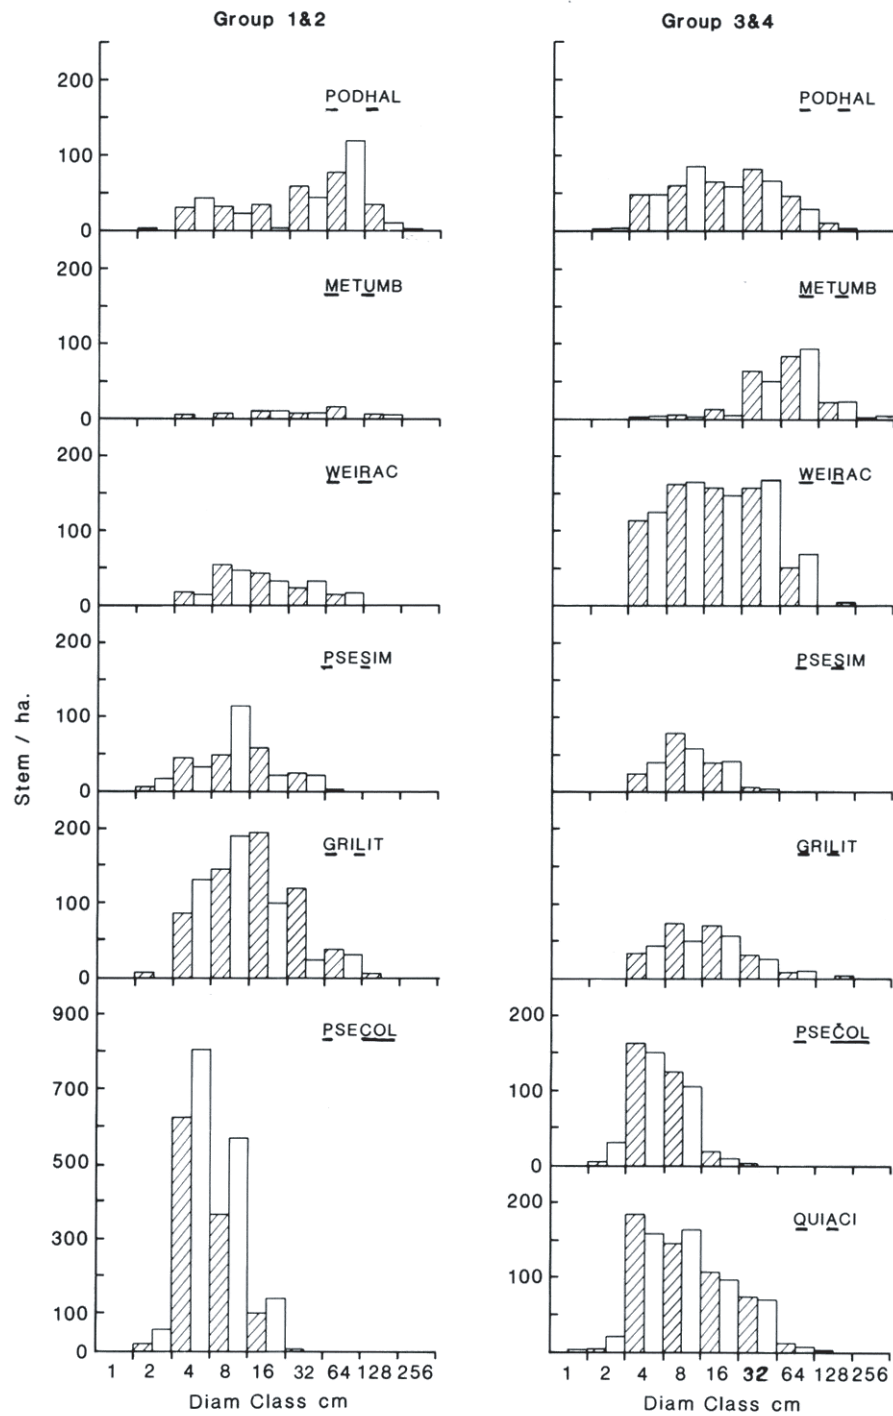 Group 1&2
Group 3&4
200
100
0
PODHAL
PODHAL
200
100
0
METUMB
METUMB
200
100
0
WEIRAC
WEIRAC
200
100
0
PSESIM
PSESIM
200
100
0
GRILIT
GRILIT
900
700
500
300
100
0
PSECOL
200
100
0
PSECOL
200
100
QUIACI
Stem / ha.
1 2 4 8 16 32 64 128 256
Diam Class cm
1 2 4 8 16 32 64 128 256
Diam Class cm